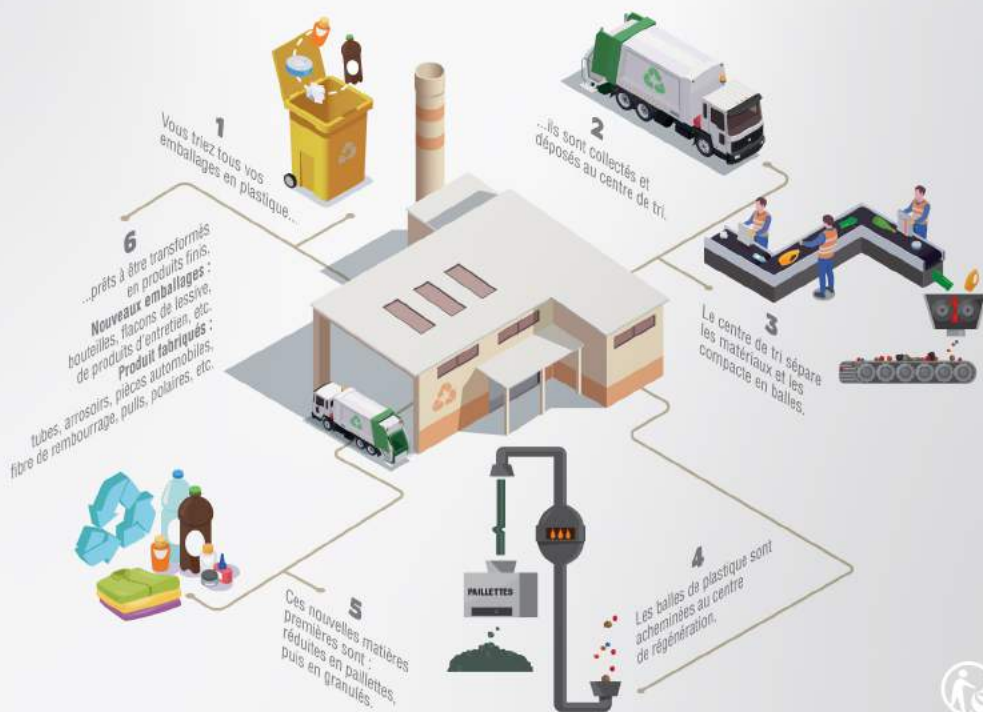 1
Vous triez tous vos
emballages en plastique...
2
...ils sont collectés et
déposés au centre de tri.
3
Le centre de tri sépare
les matériaux et les
compacte en balles.
4
Les balles de plastique sont
acheminées au centre
de régénération.
5
Ces nouvelles matières
premières sont :
réduites en paillettes,
puis en granulés.
PAILLETTES
6
...prêts à être transformés
en produits finis.
Nouveaux emballages :
bouteilles, flacons de lessive,
de produits d'entretien, etc.
Produit fabriqués :
tubes, arrosoirs, pièces automobiles,
fibre de rembourrage, pulls, polaires, etc.